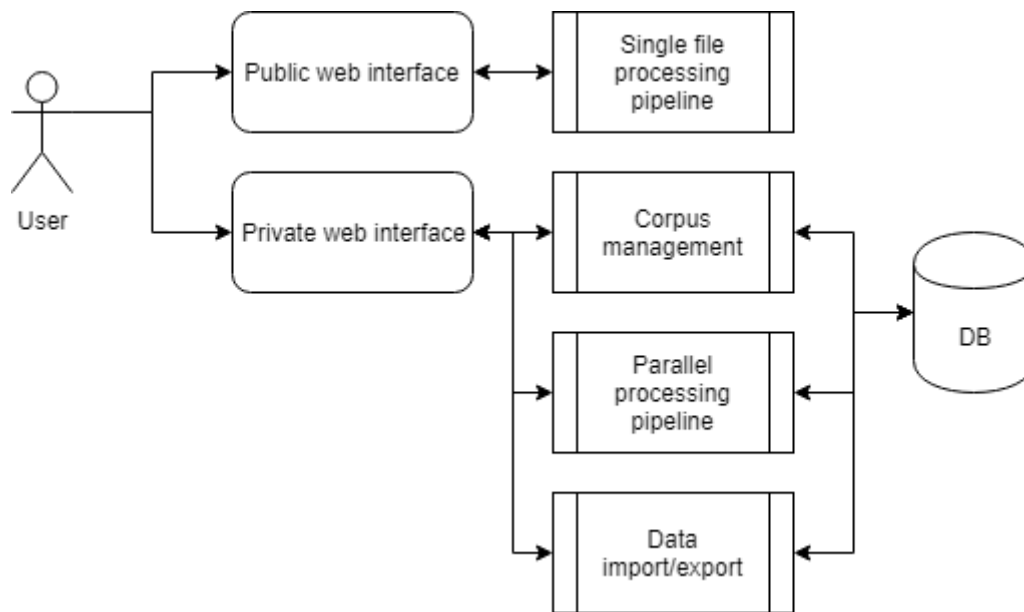 Public web interface
Single file
processing
pipeline
User
Private web interface
Corpus
management
DB
Parallel
processing
pipeline
Data
import/export